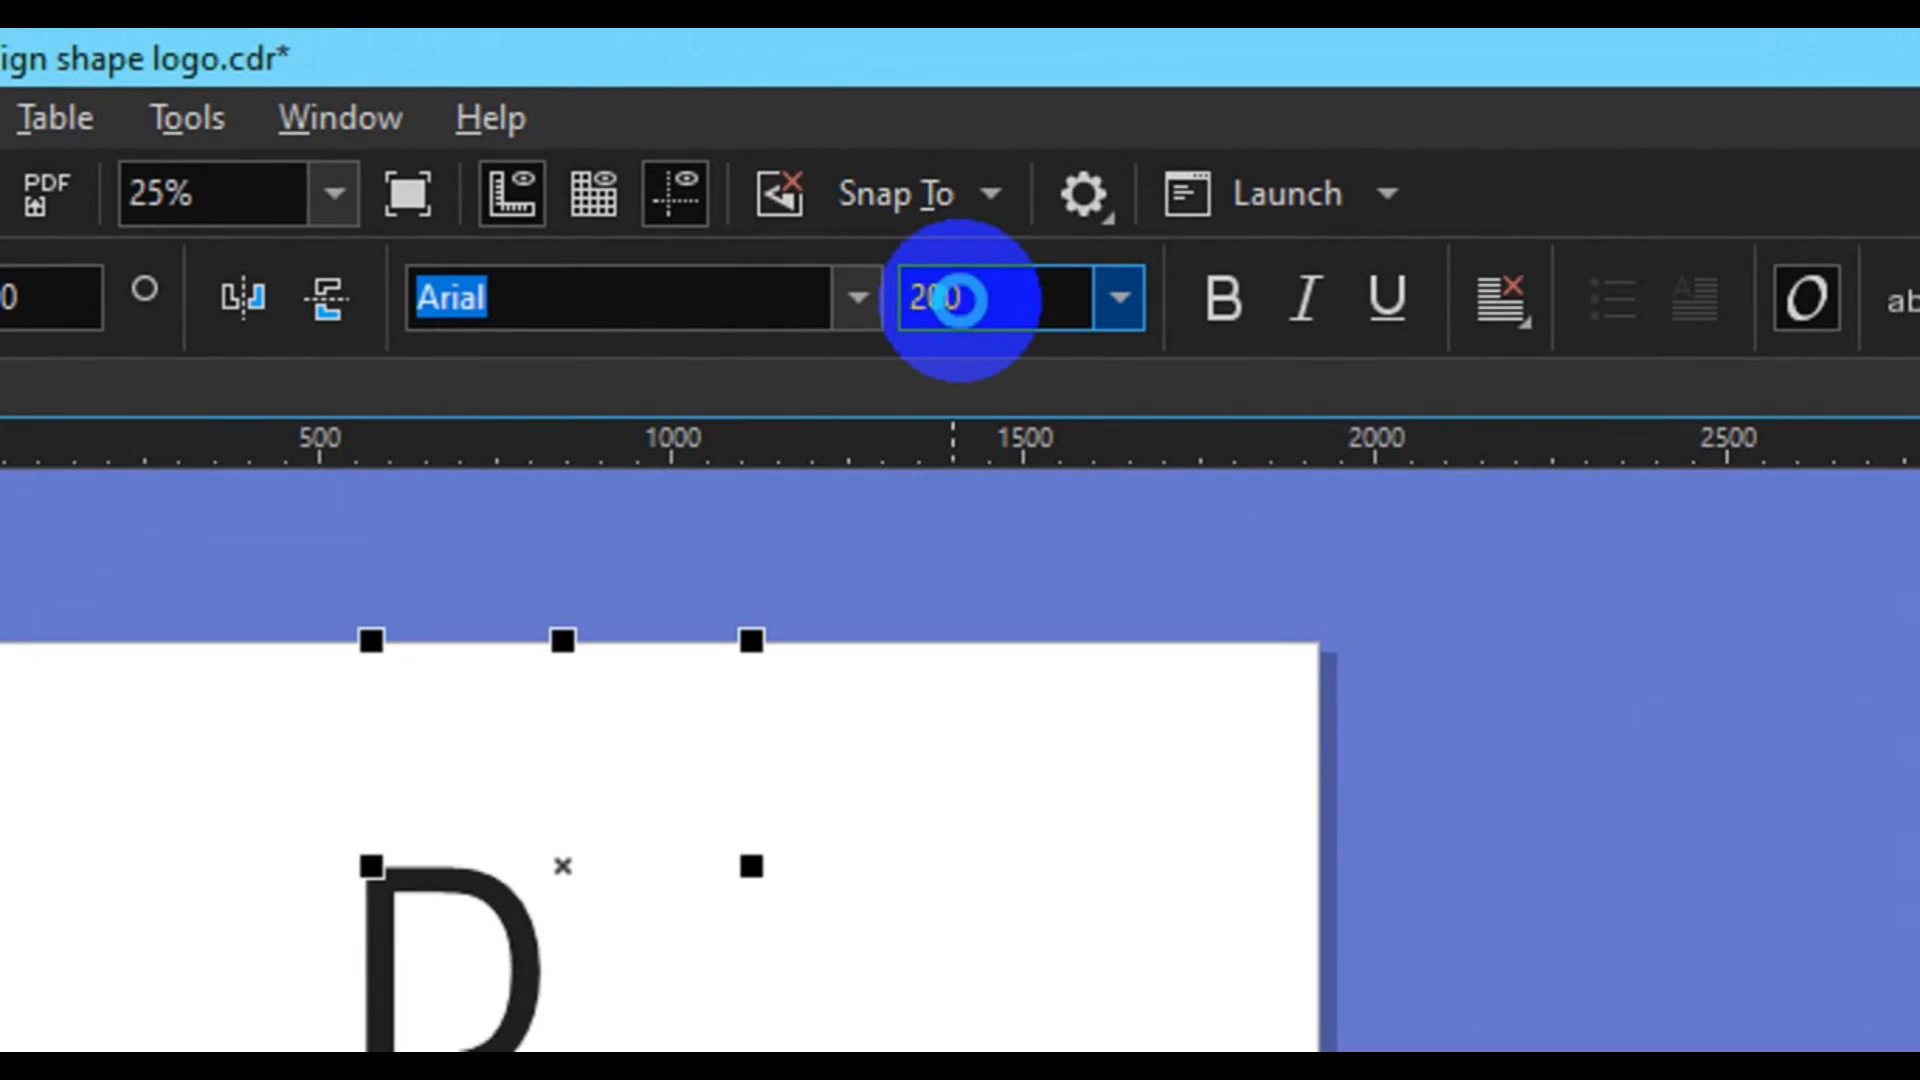 ign shape logo.cdr*
Table Tools Window Help
PDF 25% Snap To Launch
0 Arial 200 B I U O ab
500 1000 1500 2000 2500
D